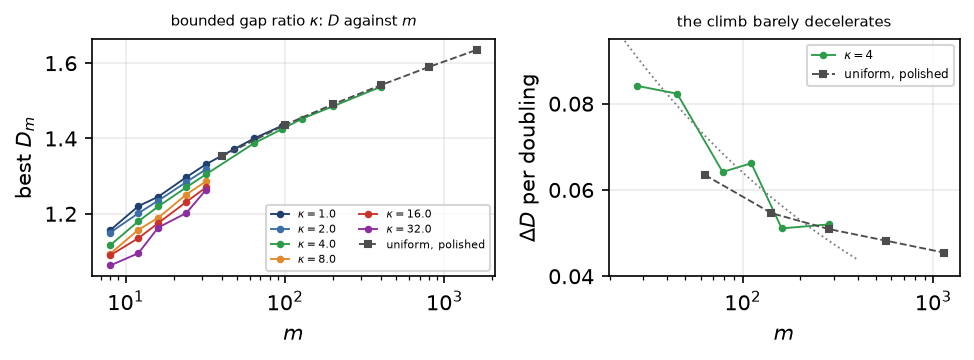 bounded gap ratio κ: D against m
best D_m
1.6
1.4
1.2
10^1
10^2
10^3
m
κ = 1.0
κ = 2.0
κ = 4.0
κ = 8.0
κ = 16.0
κ = 32.0
uniform, polished
the climb barely decelerates
ΔD per doubling
0.08
0.06
0.04
10^2
10^3
m
κ = 4
uniform, polished